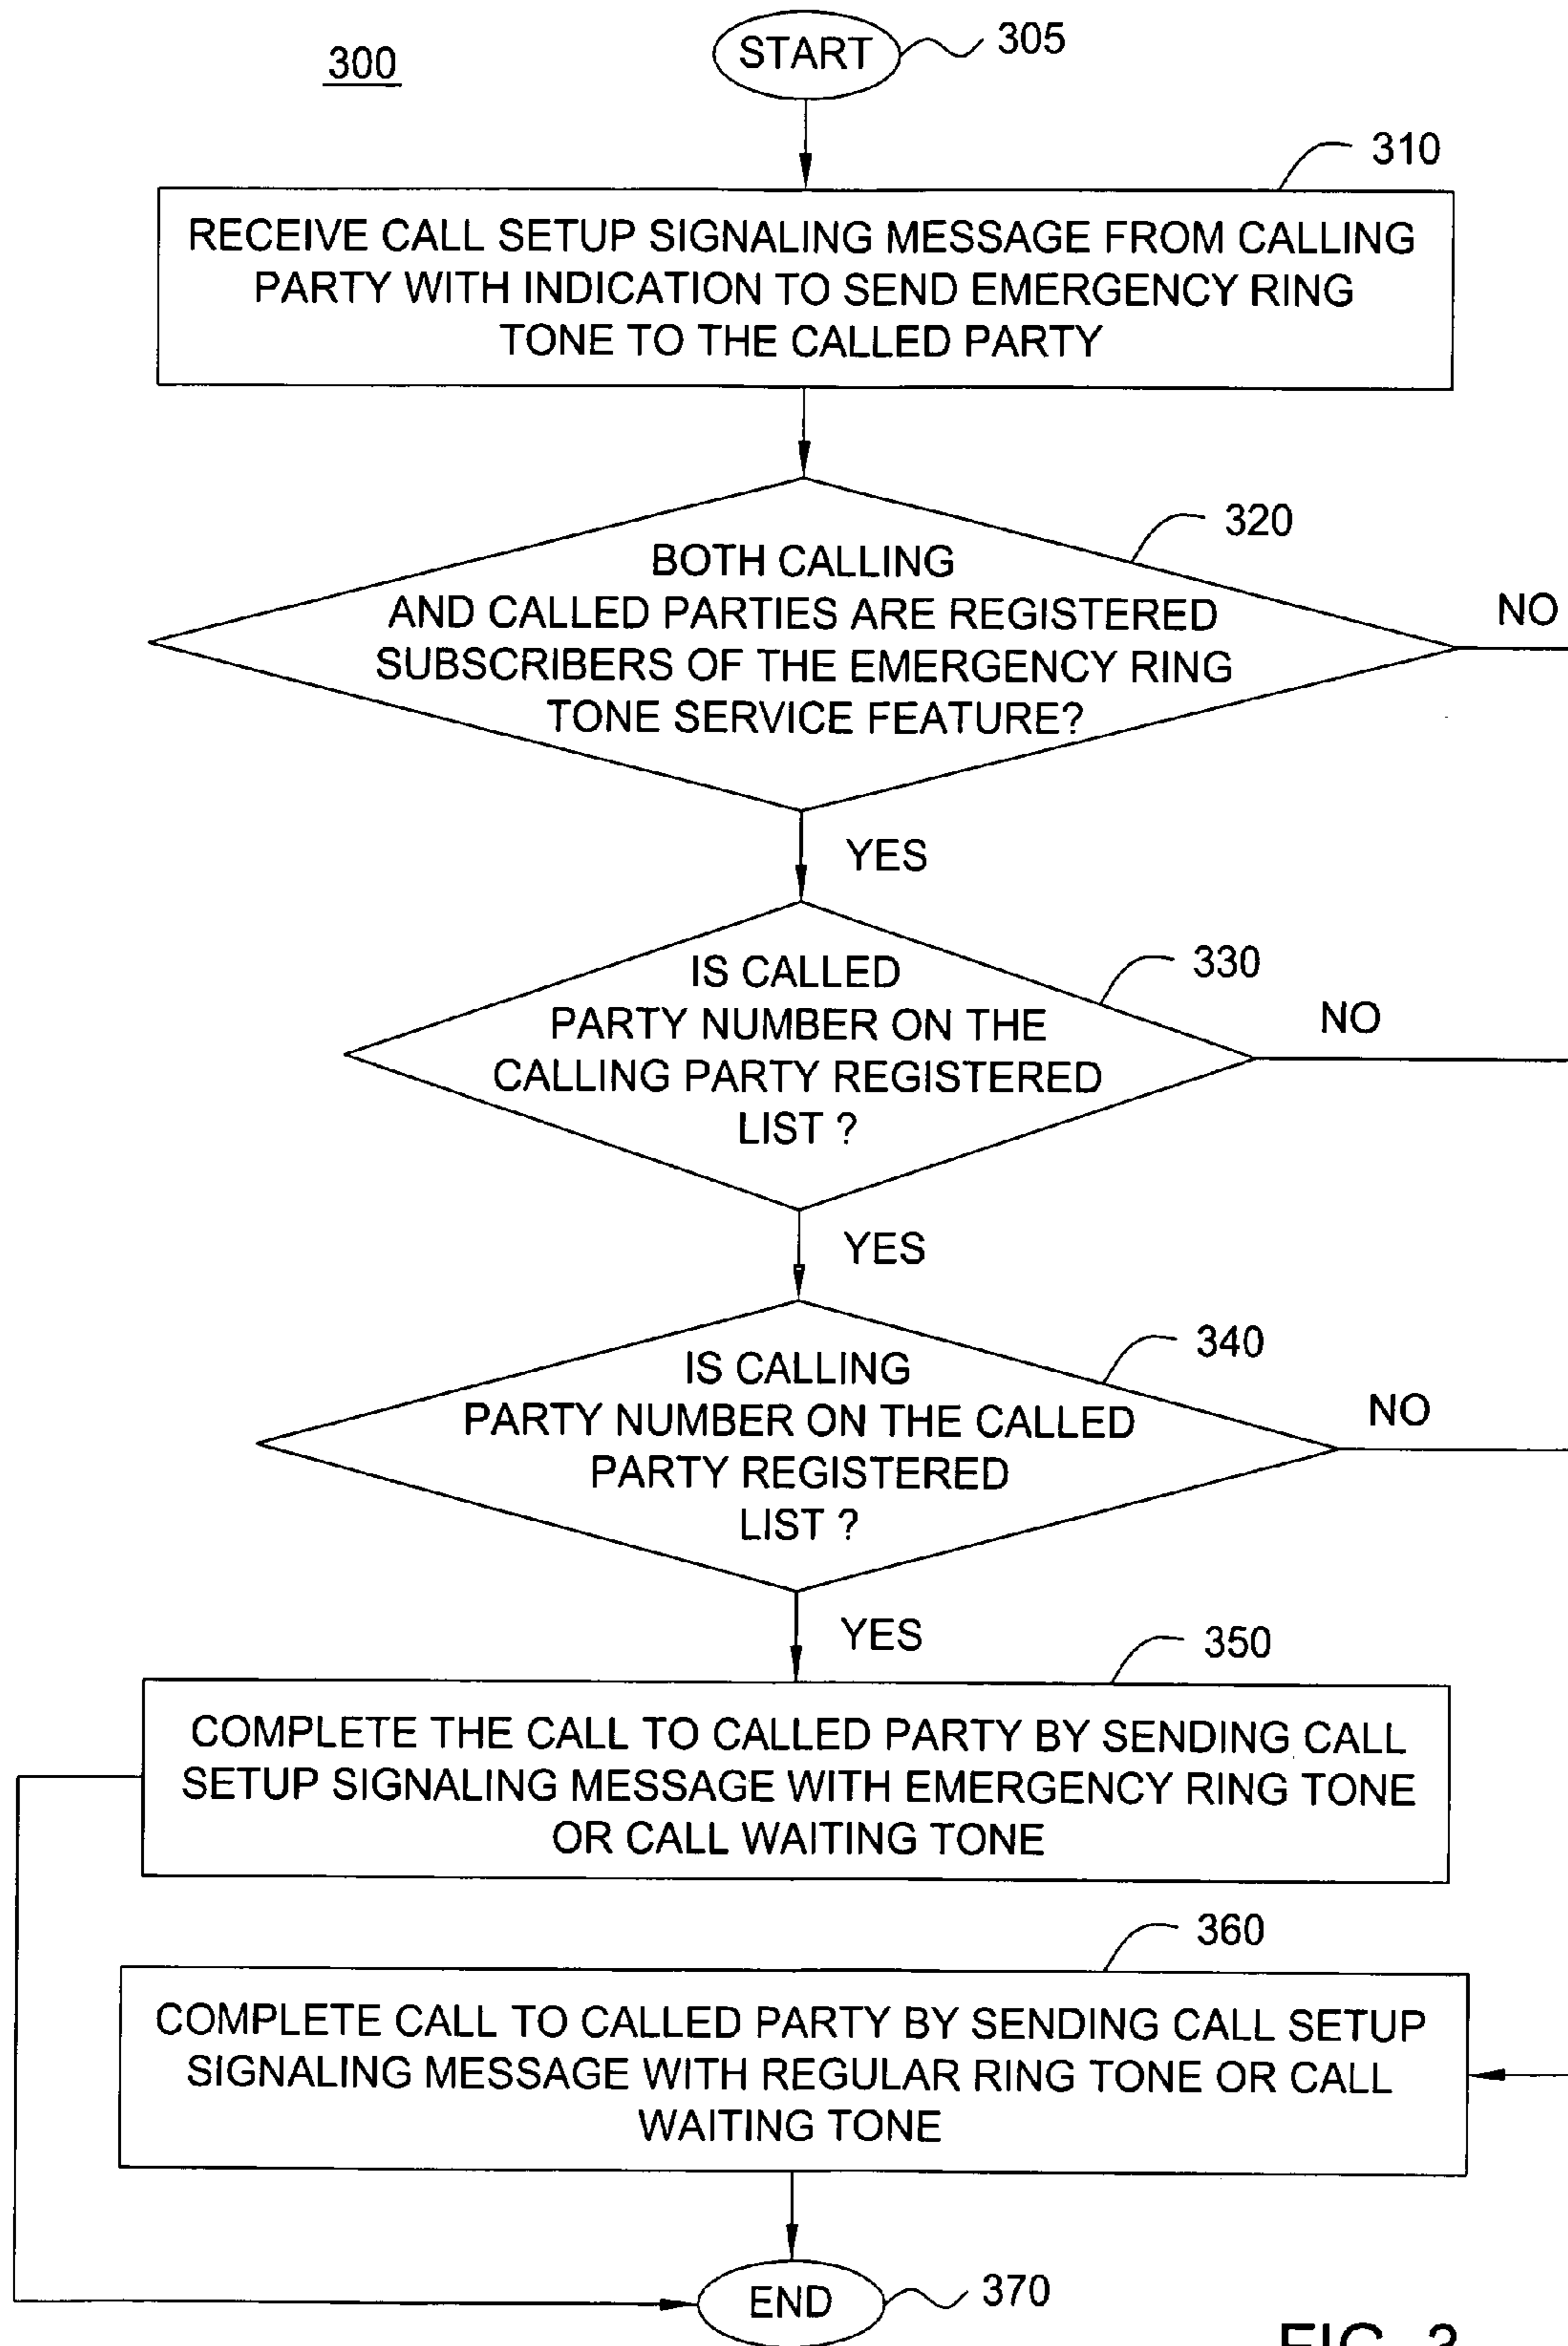 300
START
305
310
RECEIVE CALL SETUP SIGNALING MESSAGE FROM CALLING
PARTY WITH INDICATION TO SEND EMERGENCY RING
TONE TO THE CALLED PARTY
320
BOTH CALLING
AND CALLED PARTIES ARE REGISTERED
SUBSCRIBERS OF THE EMERGENCY RING
TONE SERVICE FEATURE?
NO
YES
330
IS CALLED
PARTY NUMBER ON THE
CALLING PARTY REGISTERED
LIST ?
NO
YES
340
IS CALLING
PARTY NUMBER ON THE CALLED
PARTY REGISTERED
LIST ?
NO
YES
350
COMPLETE THE CALL TO CALLED PARTY BY SENDING CALL
SETUP SIGNALING MESSAGE WITH EMERGENCY RING TONE
OR CALL WAITING TONE
360
COMPLETE CALL TO CALLED PARTY BY SENDING CALL SETUP
SIGNALING MESSAGE WITH REGULAR RING TONE OR CALL
WAITING TONE
END
370
FIG. 3